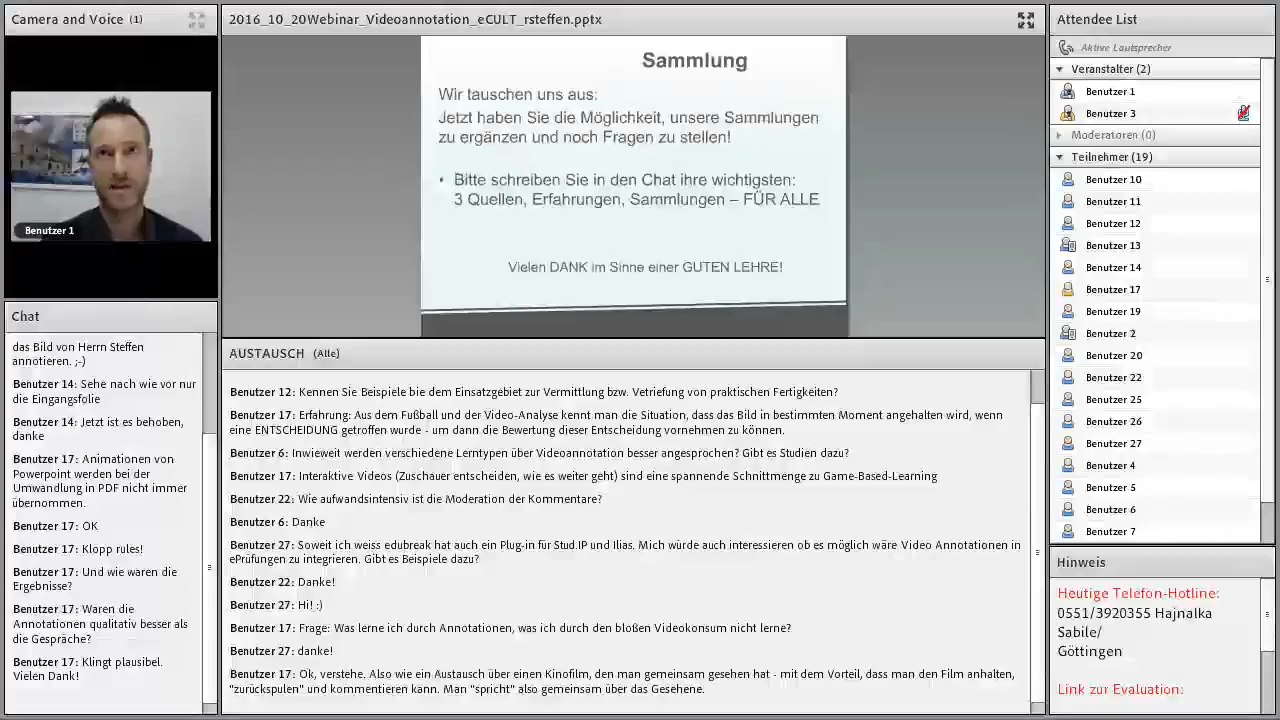 Camera and Voice (1)
Benutzer 1
Chat
das Bild von Herrn Steffen
annotieren. ;-)
Benutzer 14: Sehe nach wie vor nur
die Eingangsfolie
Benutzer 14: Jetzt ist es behoben,
danke
Benutzer 17: Animationen von
Powerpoint werden bei der
Umwandlung in PDF nicht immer
übernommen.
Benutzer 17: OK
Benutzer 17: Klopp rules!
Benutzer 17: Und wie waren die
Ergebnisse?
Benutzer 17: Waren die
Annotationen qualitativ besser als
die Gespräche?
Benutzer 17: Klingt plausibel.
Vielen Dank!
2016_10_20Webinar_Videoannotation_eCULT_rsteffen.pptx
Sammlung
Wir tauschen uns aus:
Jetzt haben Sie die Möglichkeit, unsere Sammlungen
zu ergänzen und noch Fragen zu stellen!
• Bitte schreiben Sie in den Chat ihre wichtigsten:
3 Quellen, Erfahrungen, Sammlungen – FÜR ALLE
Vielen DANK im Sinne einer GUTEN LEHRE!
AUSTAUSCH (Alle)
Benutzer 12: Kennen Sie Beispiele bie dem Einsatzgebiet zur Vermittlung bzw. Vetriefung von praktischen Fertigkeiten?
Benutzer 17: Erfahrung: Aus dem Fußball und der Video-Analyse kennt man die Situation, dass das Bild in bestimmten Moment angehalten wird, wenn
eine ENTSCHEIDUNG getroffen wurde - um dann die Bewertung dieser Entscheidung vornehmen zu können.
Benutzer 6: Inwieweit werden verschiedene Lerntypen über Videoannotation besser angesprochen? Gibt es Studien dazu?
Benutzer 17: Interaktive Videos (Zuschauer entscheiden, wie es weiter geht) sind eine spannende Schnittmenge zu Game-Based-Learning
Benutzer 22: Wie aufwandsintensiv ist die Moderation der Kommentare?
Benutzer 6: Danke
Benutzer 27: Soweit ich weiss edubreak hat auch ein Plug-in für Stud.IP und Ilias. Mich würde auch interessieren ob es möglich wäre Video Annotationen in
ePrüfungen zu integrieren. Gibt es Beispiele dazu?
Benutzer 22: Danke!
Benutzer 27: Hi! :)
Benutzer 17: Frage: Was lerne ich durch Annotationen, was ich durch den bloßen Videokonsum nicht lerne?
Benutzer 27: danke!
Benutzer 17: Ok, verstehe. Also wie ein Austausch über einen Kinofilm, den man gemeinsam gesehen hat - mit dem Vorteil, dass man den Film anhalten,
"zurückspulen" und kommentieren kann. Man "spricht" also gemeinsam über das Gesehene.
Attendee List
Aktive Lautsprecher
Veranstalter (2)
Benutzer 1
Benutzer 3
Moderatoren (0)
Teilnehmer (19)
Benutzer 10
Benutzer 11
Benutzer 12
Benutzer 13
Benutzer 14
Benutzer 17
Benutzer 19
Benutzer 2
Benutzer 20
Benutzer 22
Benutzer 25
Benutzer 26
Benutzer 27
Benutzer 4
Benutzer 5
Benutzer 6
Benutzer 7
Hinweis
Heutige Telefon-Hotline:
0551/3920355 Hajnalka
Sabile/
Göttingen
Link zur Evaluation: